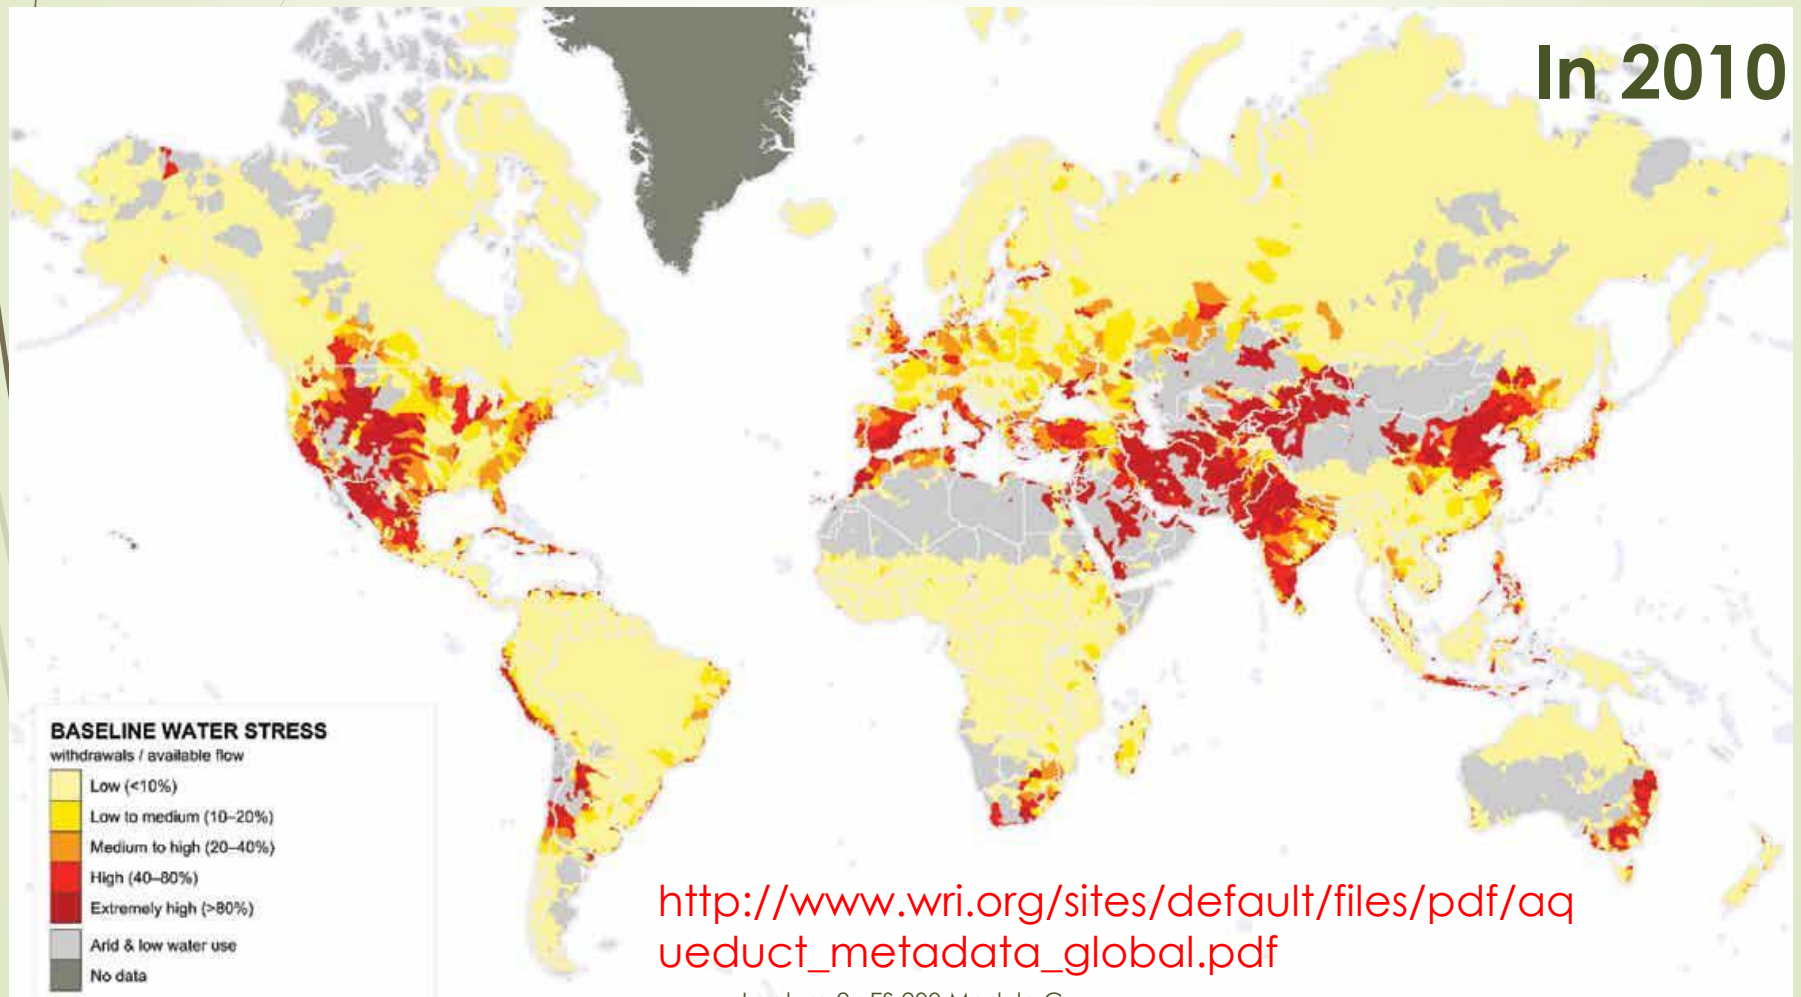 In 2010
BASELINE WATER STRESS
withdrawals / available flow
Low (<10%)
Low to medium (10–20%)
Medium to high (20–40%)
High (40–80%)
Extremely high (>80%)
Arid & low water use
No data
http://www.wri.org/sites/default/files/pdf/aq
ueduct_metadata_global.pdf